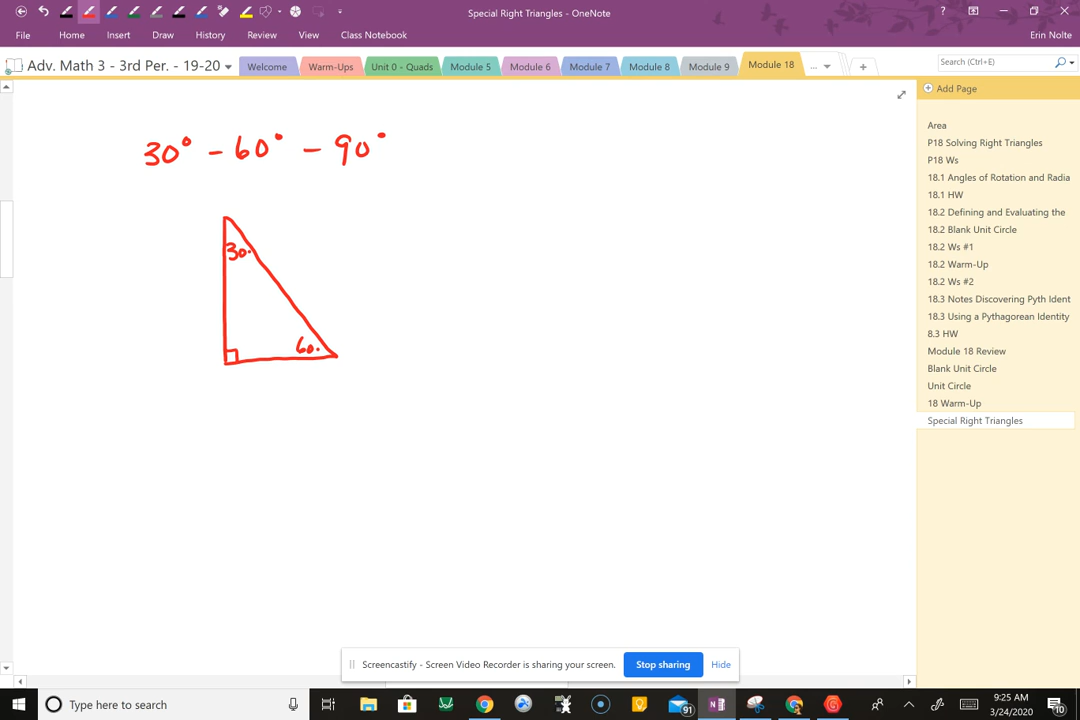 Special Right Triangles - OneNote
?
File Home Insert Draw History Review View Class Notebook
Erin Nolte
Adv. Math 3 - 3rd Per. - 19-20
Welcome Warm-Ups Unit 0 - Quads Module 5 Module 6 Module 7 Module 8 Module 9 Module 18 ... +
Search (Ctrl+E)
Add Page
Area
P18 Solving Right Triangles
P18 Ws
18.1 Angles of Rotation and Radia
18.1 HW
18.2 Defining and Evaluating the
18.2 Blank Unit Circle
18.2 Ws #1
18.2 Warm-Up
18.2 Ws #2
18.3 Notes Discovering Pyth Ident
18.3 Using a Pythagorean Identity
8.3 HW
Module 18 Review
Blank Unit Circle
Unit Circle
18 Warm-Up
Special Right Triangles
30° - 60° - 90°
30.
60.
Screencastify - Screen Video Recorder is sharing your screen.
Stop sharing
Hide
Type here to search
91
9:25 AM
3/24/2020
10